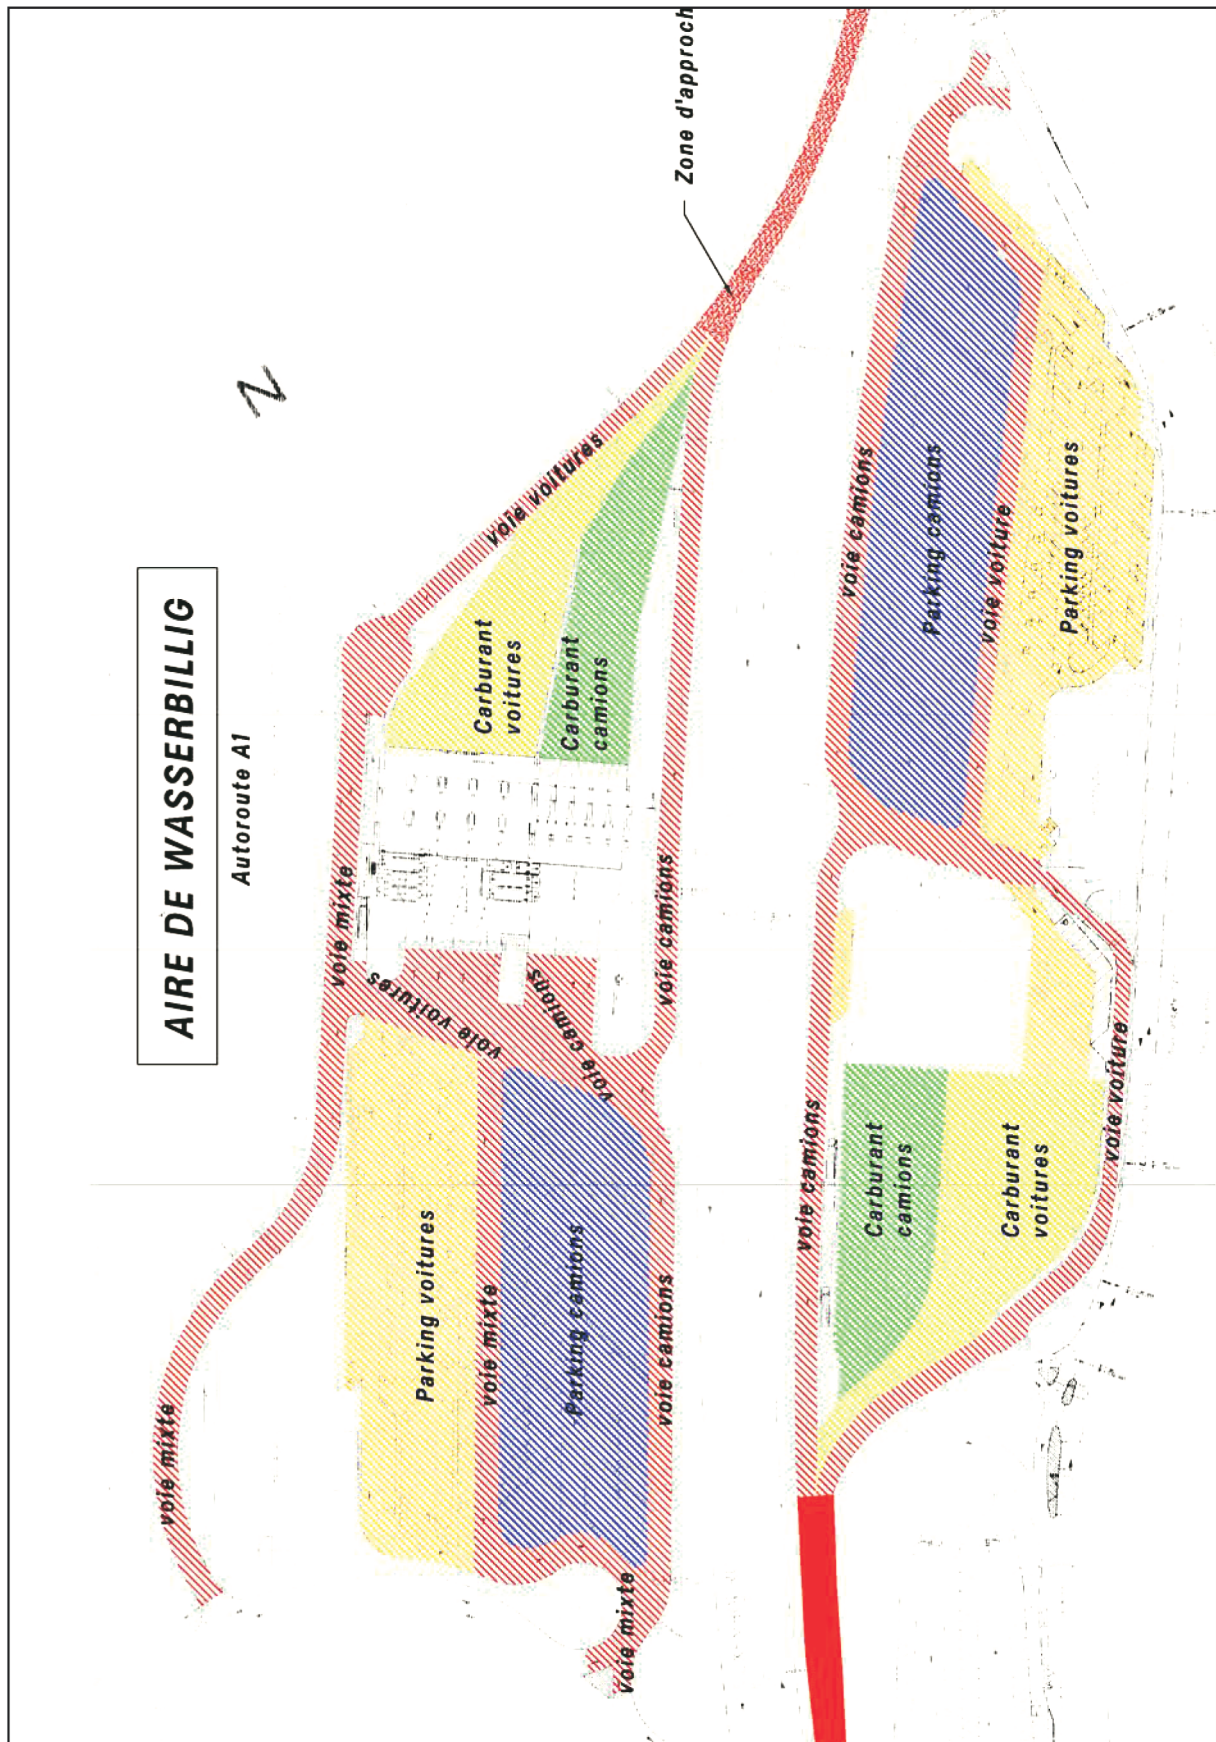 AIRE DE WASSERBILLIG
Autoroute A1
N
Zone d'approch
voie voitures
Carburant
voitures
Carburant
camions
voie mixte
voie camions
voie voitures
voie camions
Parking voitures
voie mixte
Parking camions
voie camions
voie mixte
voie mixte
voie camions
Parking camions
voie voiture
Parking voitures
voie camions
Carburant
camions
Carburant
voitures
voie voiture